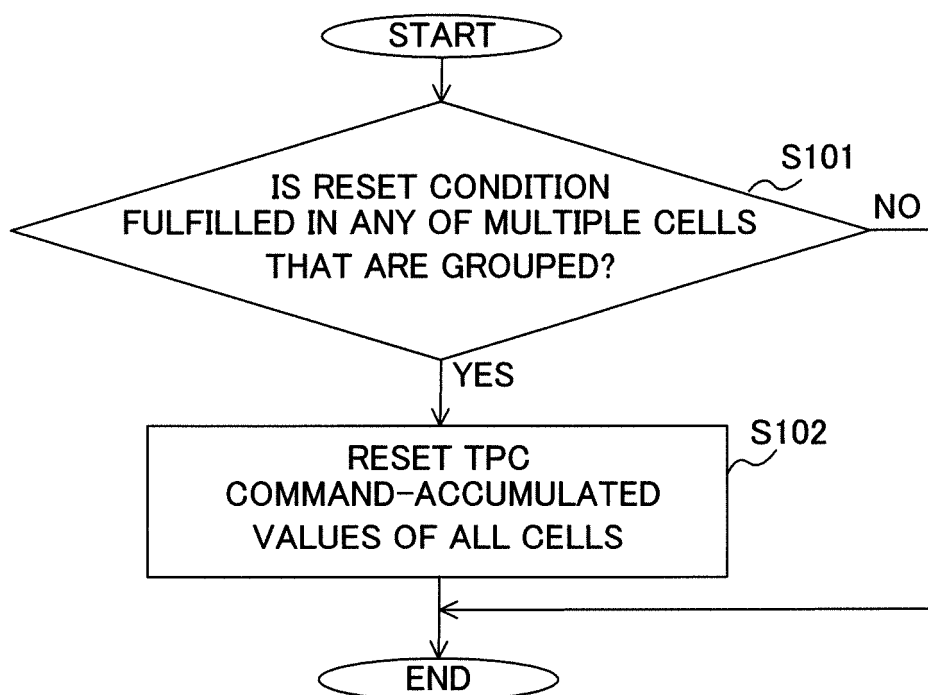 START
S101
IS RESET CONDITION
FULFILLED IN ANY OF MULTIPLE CELLS
THAT ARE GROUPED?
NO
YES
S102
RESET TPC
COMMAND-ACCUMULATED
VALUES OF ALL CELLS
END